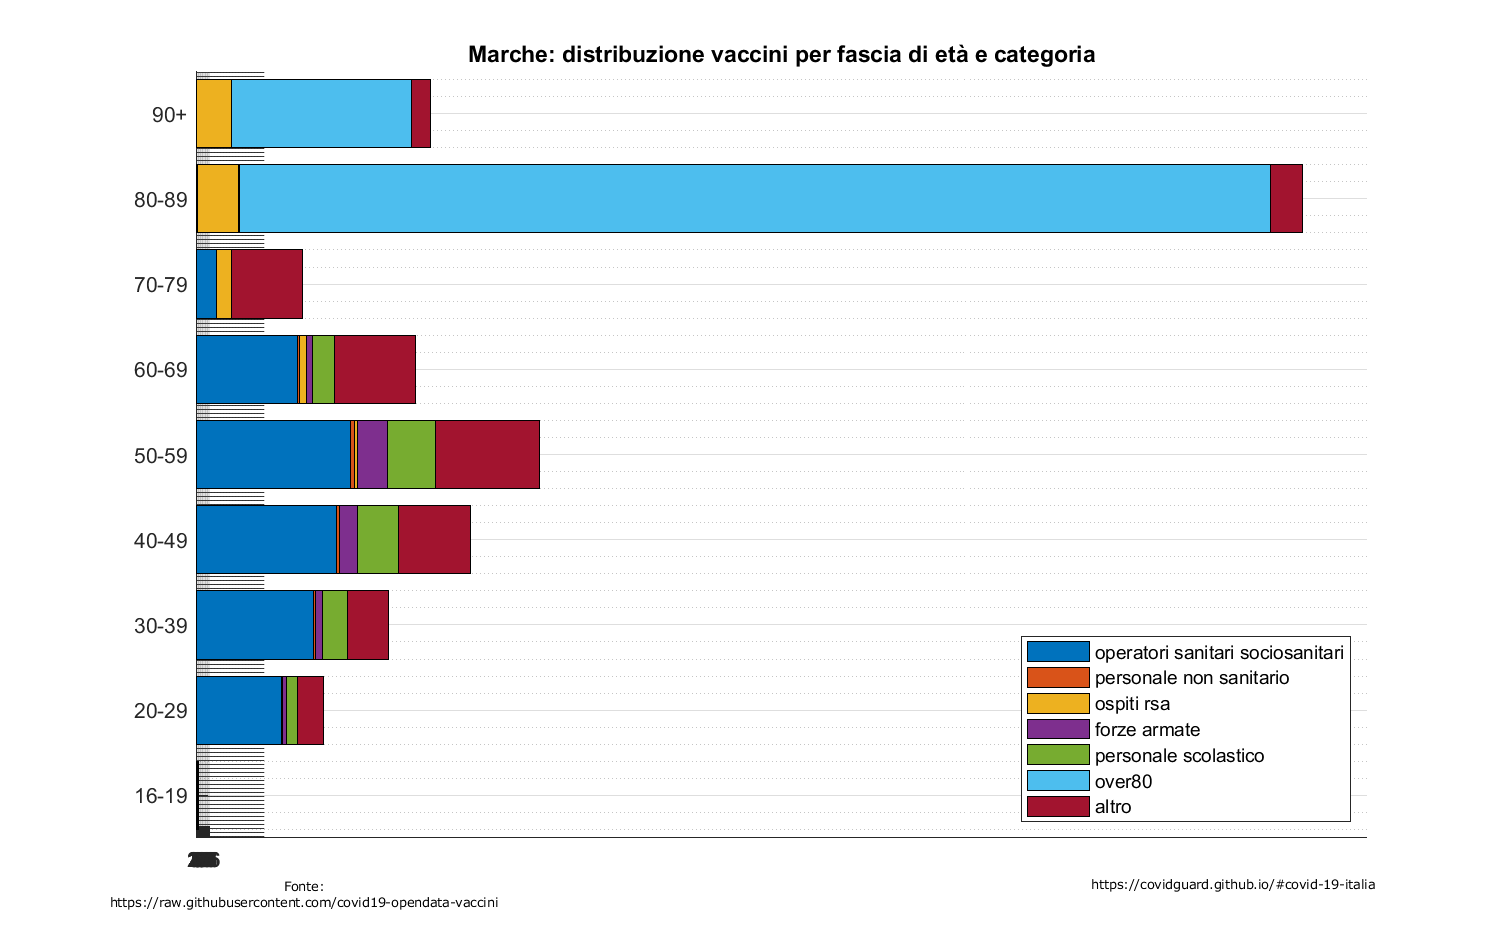 Marche: distribuzione vaccini per fascia di età e categoria
90+
80-89
70-79
60-69
50-59
40-49
30-39
20-29
16-19
operatori sanitari sociosanitari
personale non sanitario
ospiti rsa
forze armate
personale scolastico
over80
altro
Fonte:
https://raw.githubusercontent.com/covid19-opendata-vaccini
https://covidguard.github.io/#covid-19-italia